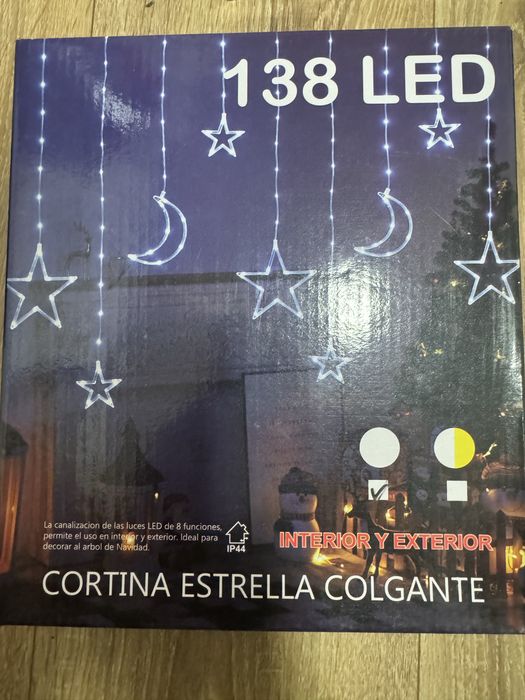 138 LED
La canalizacion de las luces LED de 8 funciones,
permite el uso en interior y exterior. Ideal para
decorar al arbol de Navidad.
IP44
INTERIOR Y EXTERIOR
CORTINA ESTRELLA COLGANTE